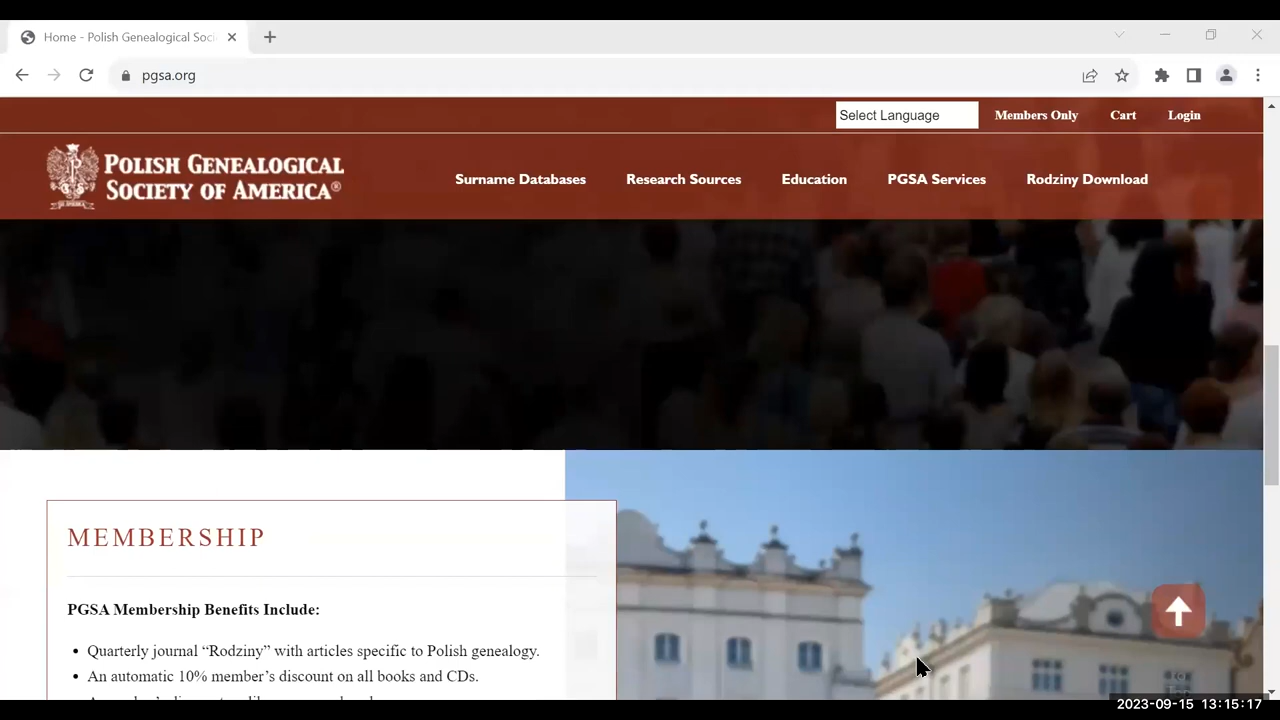 Home - Polish Genealogical Soci
pgsa.org
Select Language
Members Only
Cart
Login
POLISH GENEALOGICAL
SOCIETY OF AMERICA®
Surname Databases
Research Sources
Education
PGSA Services
Rodziny Download
MEMBERSHIP
PGSA Membership Benefits Include:
• Quarterly journal “Rodziny” with articles specific to Polish genealogy.
• An automatic 10% member’s discount on all books and CDs.
To
2023-09-15 13:15:17